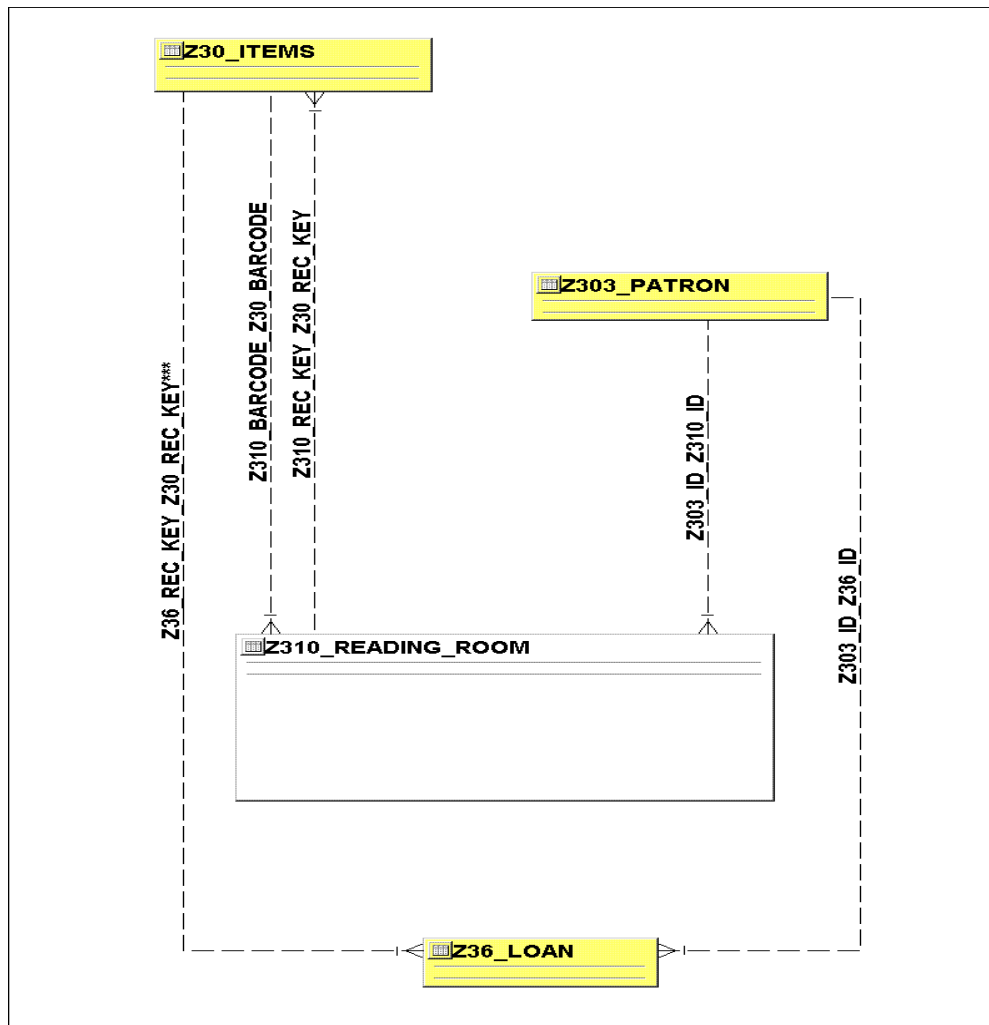 Z30_ITEMS
Z36_REC_KEY_Z30_REC_KEY***
Z310_BARCODE_Z30_BARCODE
Z310_REC_KEY_Z30_REC_KEY
Z303_PATRON
Z303_ID_Z310_ID
Z303_ID_Z36_ID
Z310_READING_ROOM
Z36_LOAN